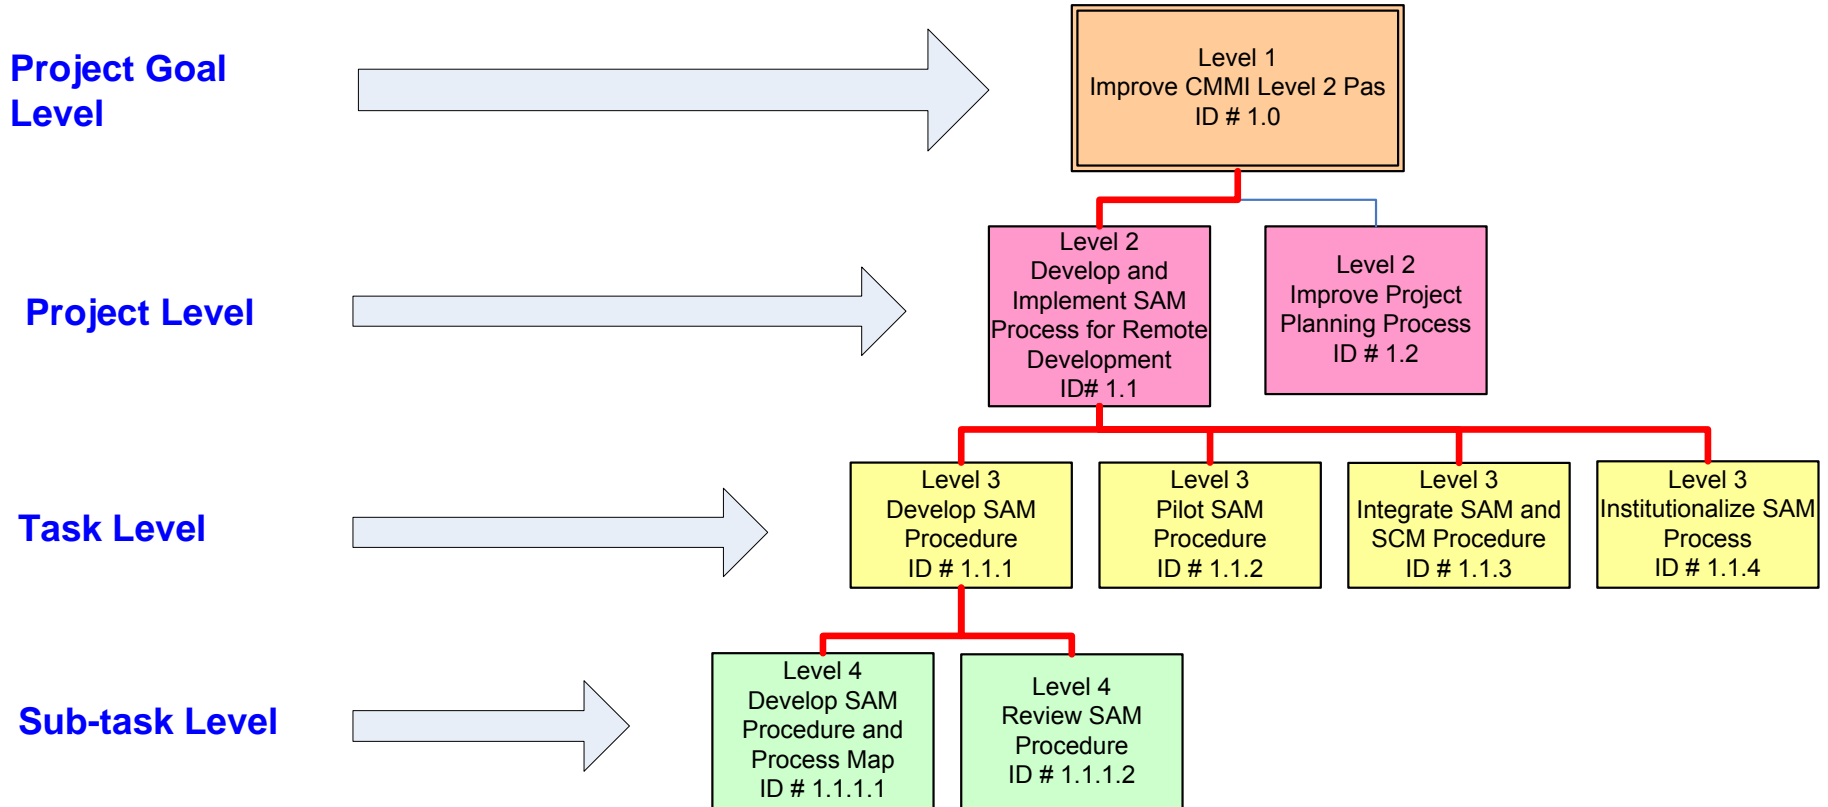 Project Goal
Level
Level 1
Improve CMMI Level 2 Pas
ID # 1.0
Project Level
Level 2
Develop and
Implement SAM
Process for Remote
Development
ID# 1.1
Level 2
Improve Project
Planning Process
ID # 1.2
Task Level
Level 3
Develop SAM
Procedure
ID # 1.1.1
Level 3
Pilot SAM
Procedure
ID # 1.1.2
Level 3
Integrate SAM and
SCM Procedure
ID # 1.1.3
Level 3
Institutionalize SAM
Process
ID # 1.1.4
Sub-task Level
Level 4
Develop SAM
Procedure and
Process Map
ID # 1.1.1.1
Level 4
Review SAM
Procedure
ID # 1.1.1.2